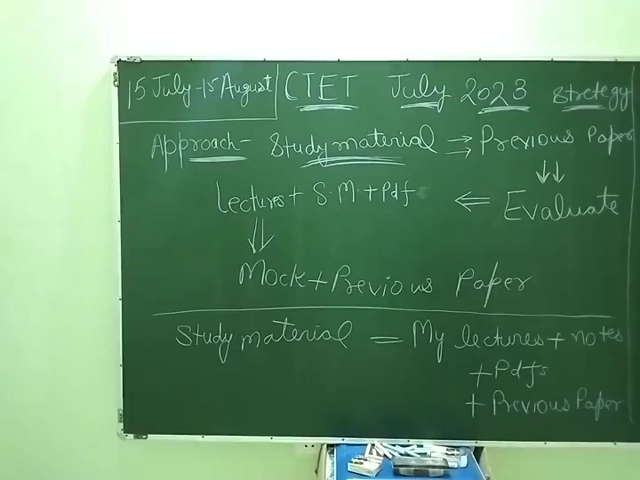 15 July - 15 August CTET July 2023 Stretegy
Approach - Study material ⇒ Previous Paper
⇓
Lectures + S.M. + Pdf ⇐ Evaluate
⇓
Mock + Previous Paper
Study material = My lectures + notes
+ Pdfs
+ Previous Paper